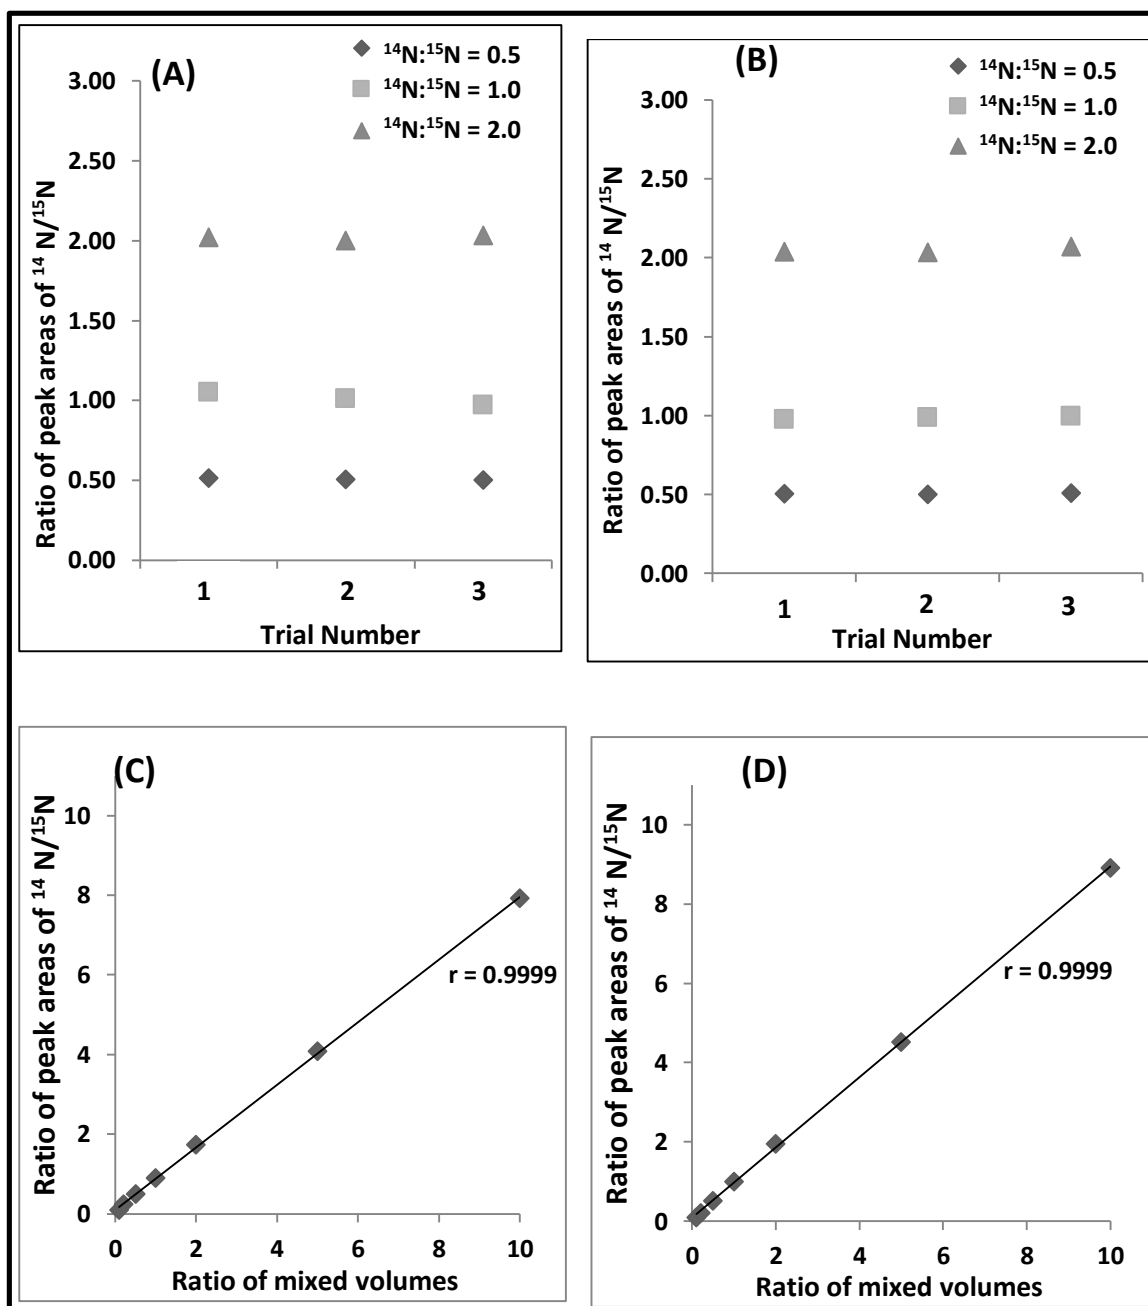 (A)
¹⁴N:¹⁵N = 0.5
¹⁴N:¹⁵N = 1.0
¹⁴N:¹⁵N = 2.0
Ratio of peak areas of ¹⁴ N/¹⁵N
3.00
2.50
2.00
1.50
1.00
0.50
0.00
1 2 3
Trial Number
(B)
¹⁴N:¹⁵N = 0.5
¹⁴N:¹⁵N = 1.0
¹⁴N:¹⁵N = 2.0
Ratio of peak areas of ¹⁴ N/¹⁵N
3.00
2.50
2.00
1.50
1.00
0.50
0.00
1 2 3
Trial Number
(C)
Ratio of peak areas of ¹⁴ N/¹⁵N
10
8
6
4
2
0
r = 0.9999
0 2 4 6 8 10
Ratio of mixed volumes
(D)
Ratio of peak areas of ¹⁴ N/¹⁵N
10
8
6
4
2
0
r = 0.9999
0 2 4 6 8 10
Ratio of mixed volumes